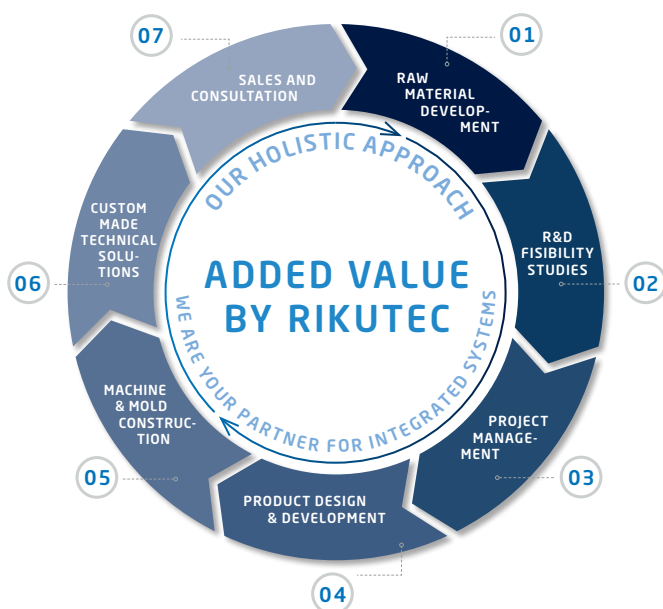 07
01
SALES AND
CONSULTATION
RAW
MATERIAL
DEVELOP-
MENT
OUR HOLISTIC APPROACH
CUSTOM
MADE
TECHNICAL
SOLU-
TIONS
06
R&D
FISIBILITY
STUDIES
02
ADDED VALUE
BY RIKUTEC
WE ARE YOUR PARTNER FOR INTEGRATED SYSTEMS
MACHINE
& MOLD
CONSTRUC-
TION
05
PROJECT
MANAGE-
MENT
03
PRODUCT DESIGN
& DEVELOPMENT
04